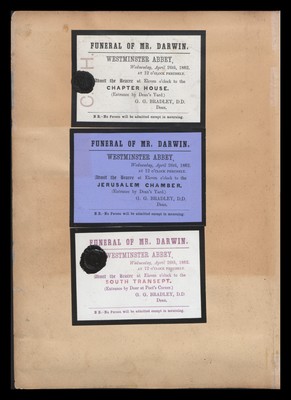 FUNERAL OF MR. DARWIN.
WESTMINSTER ABBEY,
Wednesday, April 26th, 1882.
AT 12 O'CLOCK PRECISELY.
Admit the Bearer at Eleven o'clock to the
CHAPTER HOUSE.
(Entrance by Dean's Yard.)
G. G. BRADLEY, D.D.
Dean.
N.B.—No Person will be admitted except in mourning.
FUNERAL OF MR. DARWIN.
WESTMINSTER ABBEY,
Wednesday, April 26th, 1882.
AT 12 O'CLOCK PRECISELY.
Admit the Bearer at Eleven o'clock to the
JERUSALEM CHAMBER.
(Entrance by Dean's Yard.)
G. G. BRADLEY, D.D.
Dean.
N.B.—No Person will be admitted except in mourning.
FUNERAL OF MR. DARWIN.
WESTMINSTER ABBEY,
Wednesday, April 26th, 1882.
AT 12 O'CLOCK PRECISELY.
Admit the Bearer at Eleven o'clock to the
SOUTH TRANSEPT.
(Entrance by Door at Poet's Corner.)
G. G. BRADLEY, D.D.
Dean.
N.B.—No Person will be admitted except in mourning.